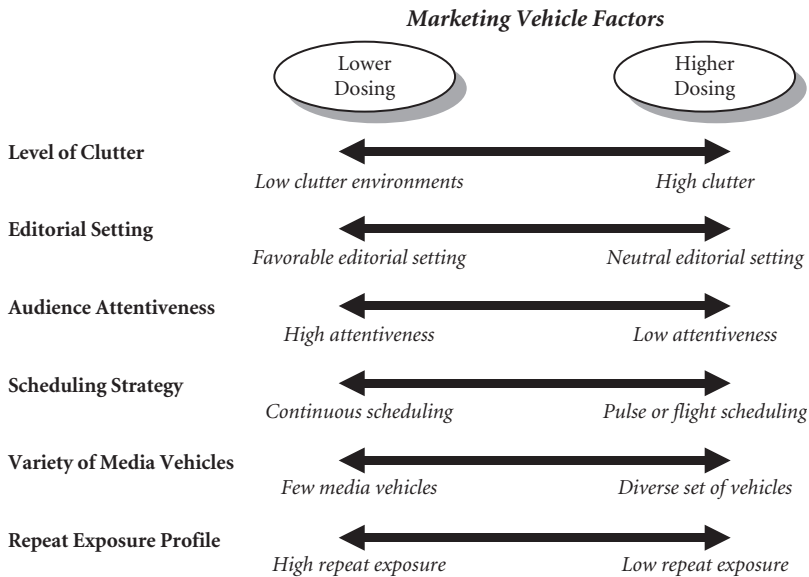 Marketing Vehicle Factors
Lower
Dosing
Higher
Dosing
Level of Clutter
Low clutter environments
High clutter
Editorial Setting
Favorable editorial setting
Neutral editorial setting
Audience Attentiveness
High attentiveness
Low attentiveness
Scheduling Strategy
Continuous scheduling
Pulse or flight scheduling
Variety of Media Vehicles
Few media vehicles
Diverse set of vehicles
Repeat Exposure Profile
High repeat exposure
Low repeat exposure